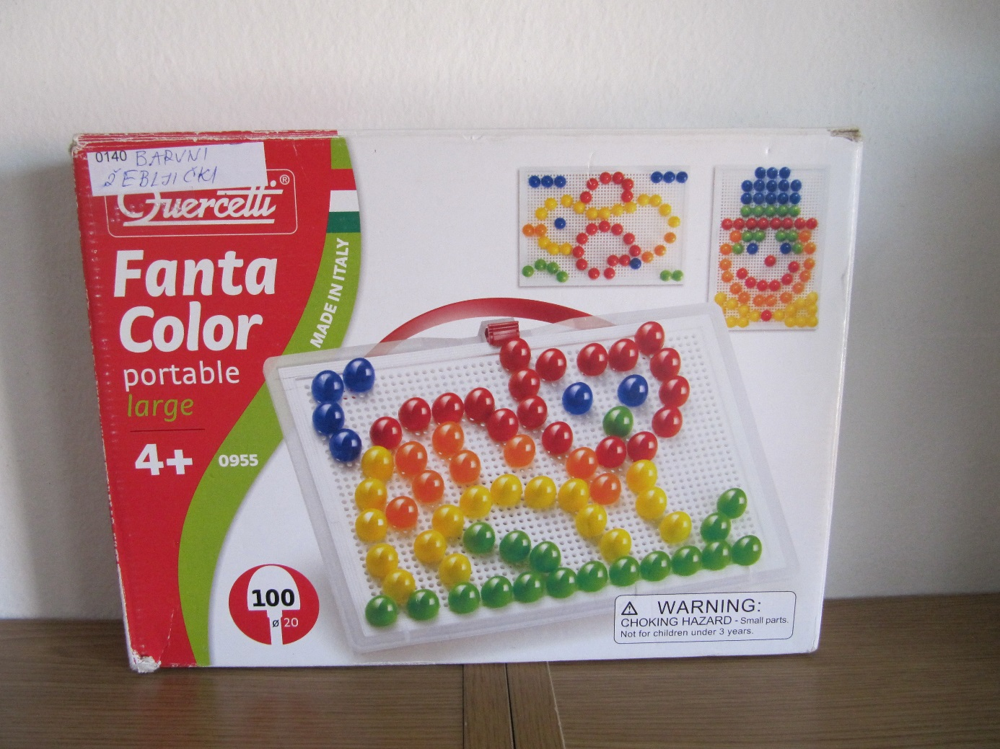 0140 BARVNI
ŽEBLJIČKI
Quercetti®
Fanta
Color
portable
large
4+
0955
MADE IN ITALY
100
ø 20
WARNING:
CHOKING HAZARD - Small parts.
Not for children under 3 years.